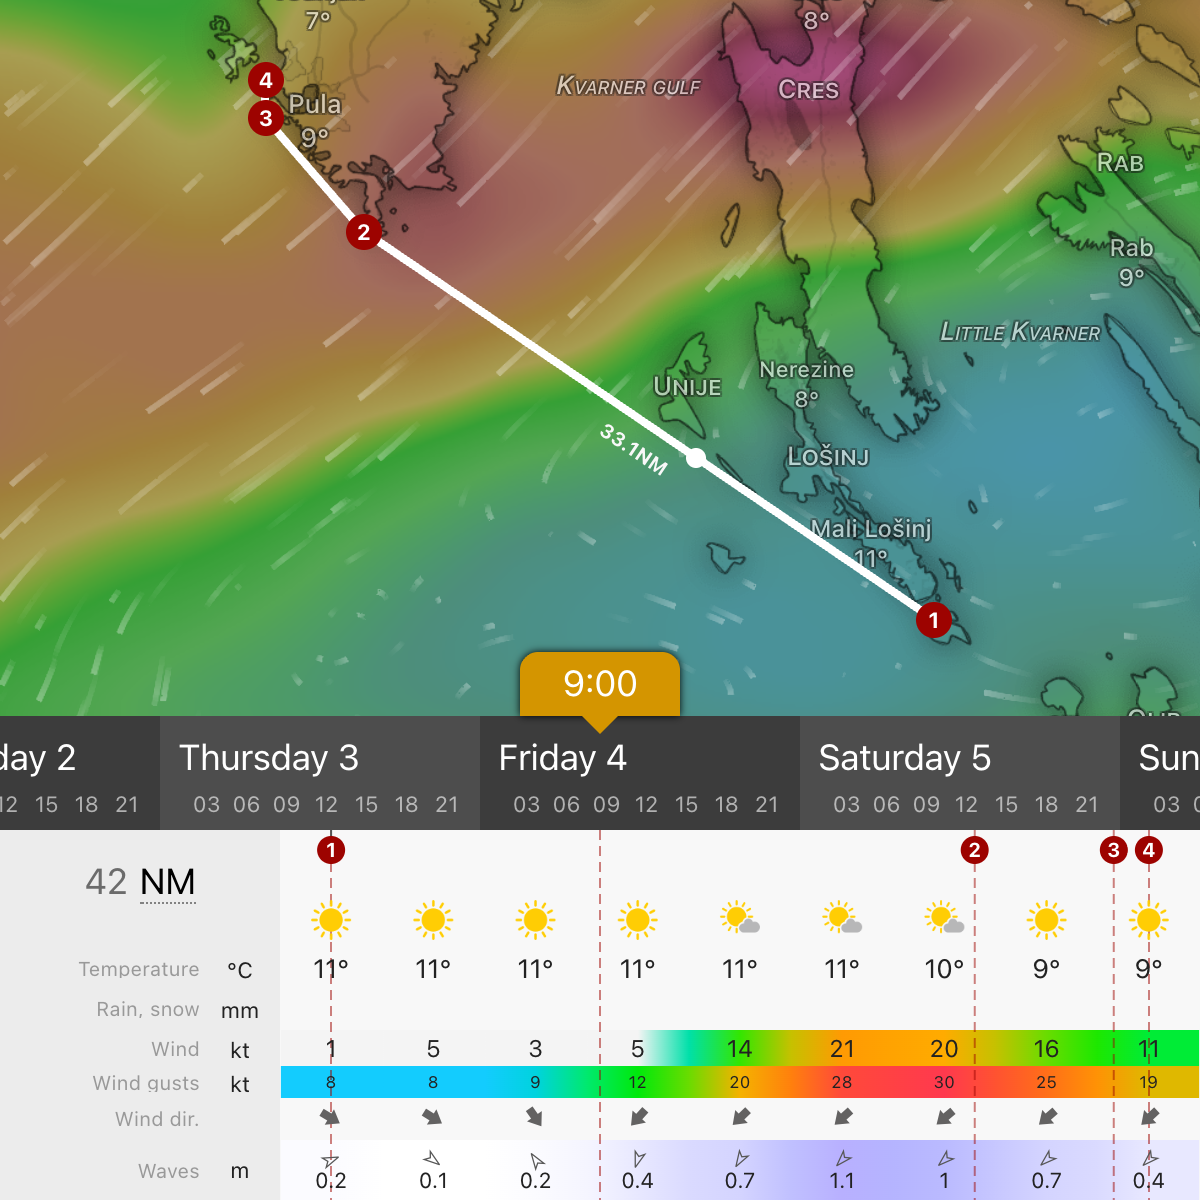 7°
8°
4
3
Pula
9°
KVARNER GULF
CRES
RAB
Rab
9°
2
LITTLE KVARNER
UNIJE
Nerezine
8°
33.1NM
LOŠINJ
Mali Lošinj
11°
1
9:00
day 2
Thursday 3
Friday 4
Saturday 5
Sun
12 15 18 21 03 06 09 12 15 18 21 03 06 09 12 15 18 21 03 06 09 12 15 18 21 03
1 2 3 4
42 NM
Temperature °C 11° 11° 11° 11° 11° 11° 10° 9° 9°
Rain, snow mm
Wind kt 1 5 3 5 14 21 20 16 11
Wind gusts kt 8 8 9 12 20 28 30 25 19
Wind dir.
Waves m 0.2 0.1 0.2 0.4 0.7 1.1 1 0.7 0.4